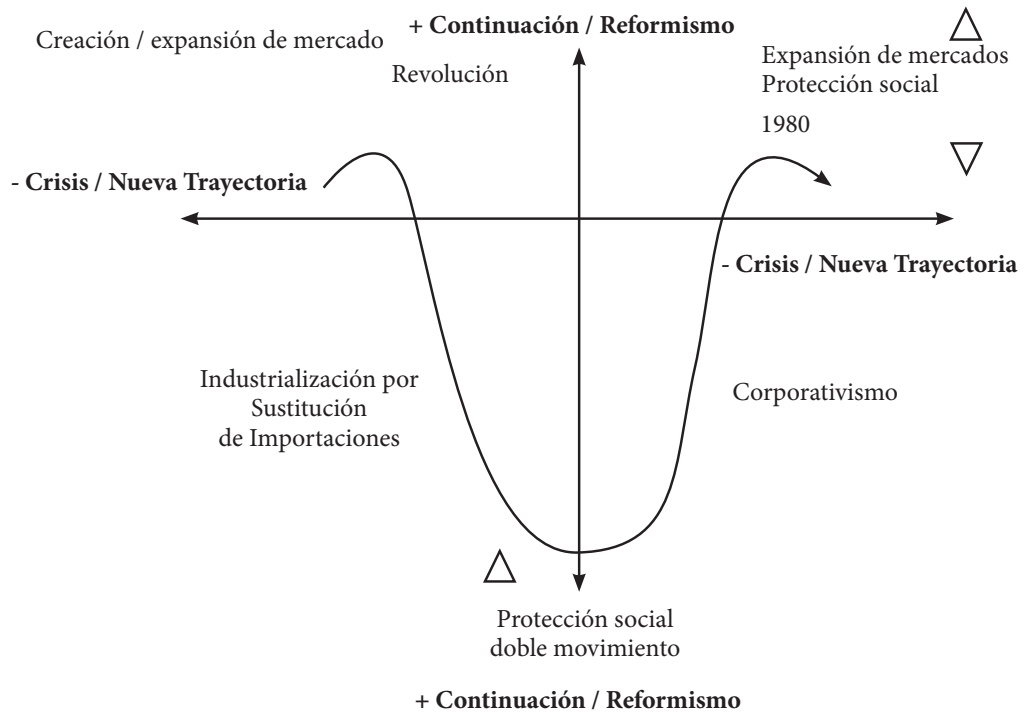 + Continuación / Reformismo
Creación / expansión de mercado
Revolución
Expansión de mercados
Protección social
1980
- Crisis / Nueva Trayectoria
- Crisis / Nueva Trayectoria
Industrialización por
Sustitución
de Importaciones
Corporativismo
Protección social
doble movimiento
+ Continuación / Reformismo